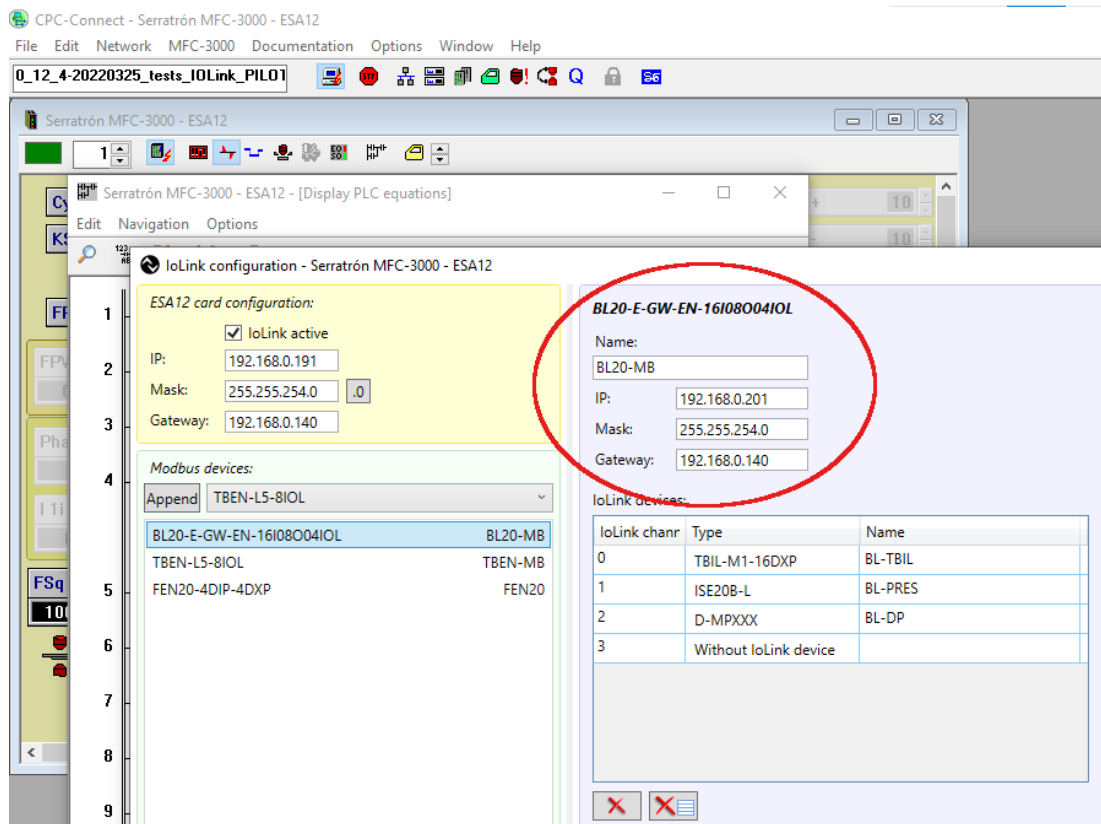 CPC-Connect - Serratrón MFC-3000 - ESA12
File Edit Network MFC-3000 Documentation Options Window Help
0_12_4-20220325_tests_IOLink_PILOT
Serratrón MFC-3000 - ESA12
1
Serratrón MFC-3000 - ESA12 - [Display PLC equations]
10
Edit Navigation Options
10
IoLink configuration - Serratrón MFC-3000 - ESA12
ESA12 card configuration:
IoLink active
IP: 192.168.0.191
Mask: 255.255.254.0 .0
Gateway: 192.168.0.140
BL20-E-GW-EN-16I08O04IOL
Name:
BL20-MB
IP: 192.168.0.201
Mask: 255.255.254.0
Gateway: 192.168.0.140
Modbus devices:
Append TBEN-L5-8IOL
BL20-E-GW-EN-16I08O04IOL BL20-MB
TBEN-L5-8IOL TBEN-MB
FEN20-4DIP-4DXP FEN20
IoLink devices:
IoLink chanr Type Name
0 TBIL-M1-16DXP BL-TBIL
1 ISE20B-L BL-PRES
2 D-MPXXX BL-DP
3 Without IoLink device
FSq
1
2
3
4
5
6
7
8
9